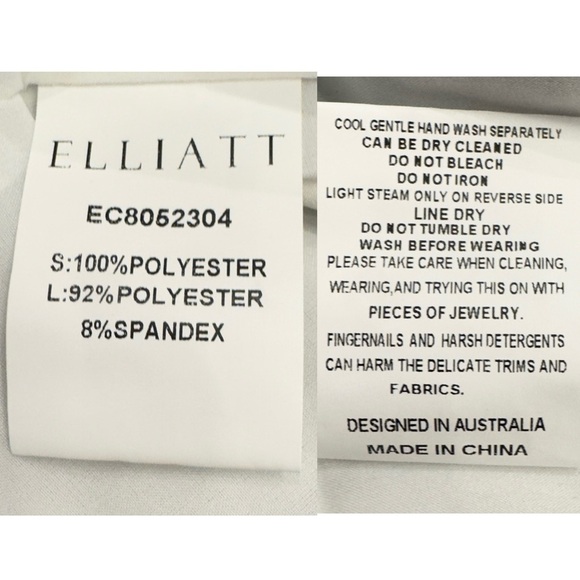 ELLIATT
EC8052304
S:100%POLYESTER
L:92%POLYESTER
8%SPANDEX
COOL GENTLE HAND WASH SEPARATELY
CAN BE DRY CLEANED
DO NOT BLEACH
DO NOT IRON
LIGHT STEAM ONLY ON REVERSE SIDE
LINE DRY
DO NOT TUMBLE DRY
WASH BEFORE WEARING
PLEASE TAKE CARE WHEN CLEANING,
WEARING,AND TRYING THIS ON WITH
PIECES OF JEWELRY.
FINGERNAILS AND HARSH DETERGENTS
CAN HARM THE DELICATE TRIMS AND
FABRICS.
DESIGNED IN AUSTRALIA
MADE IN CHINA